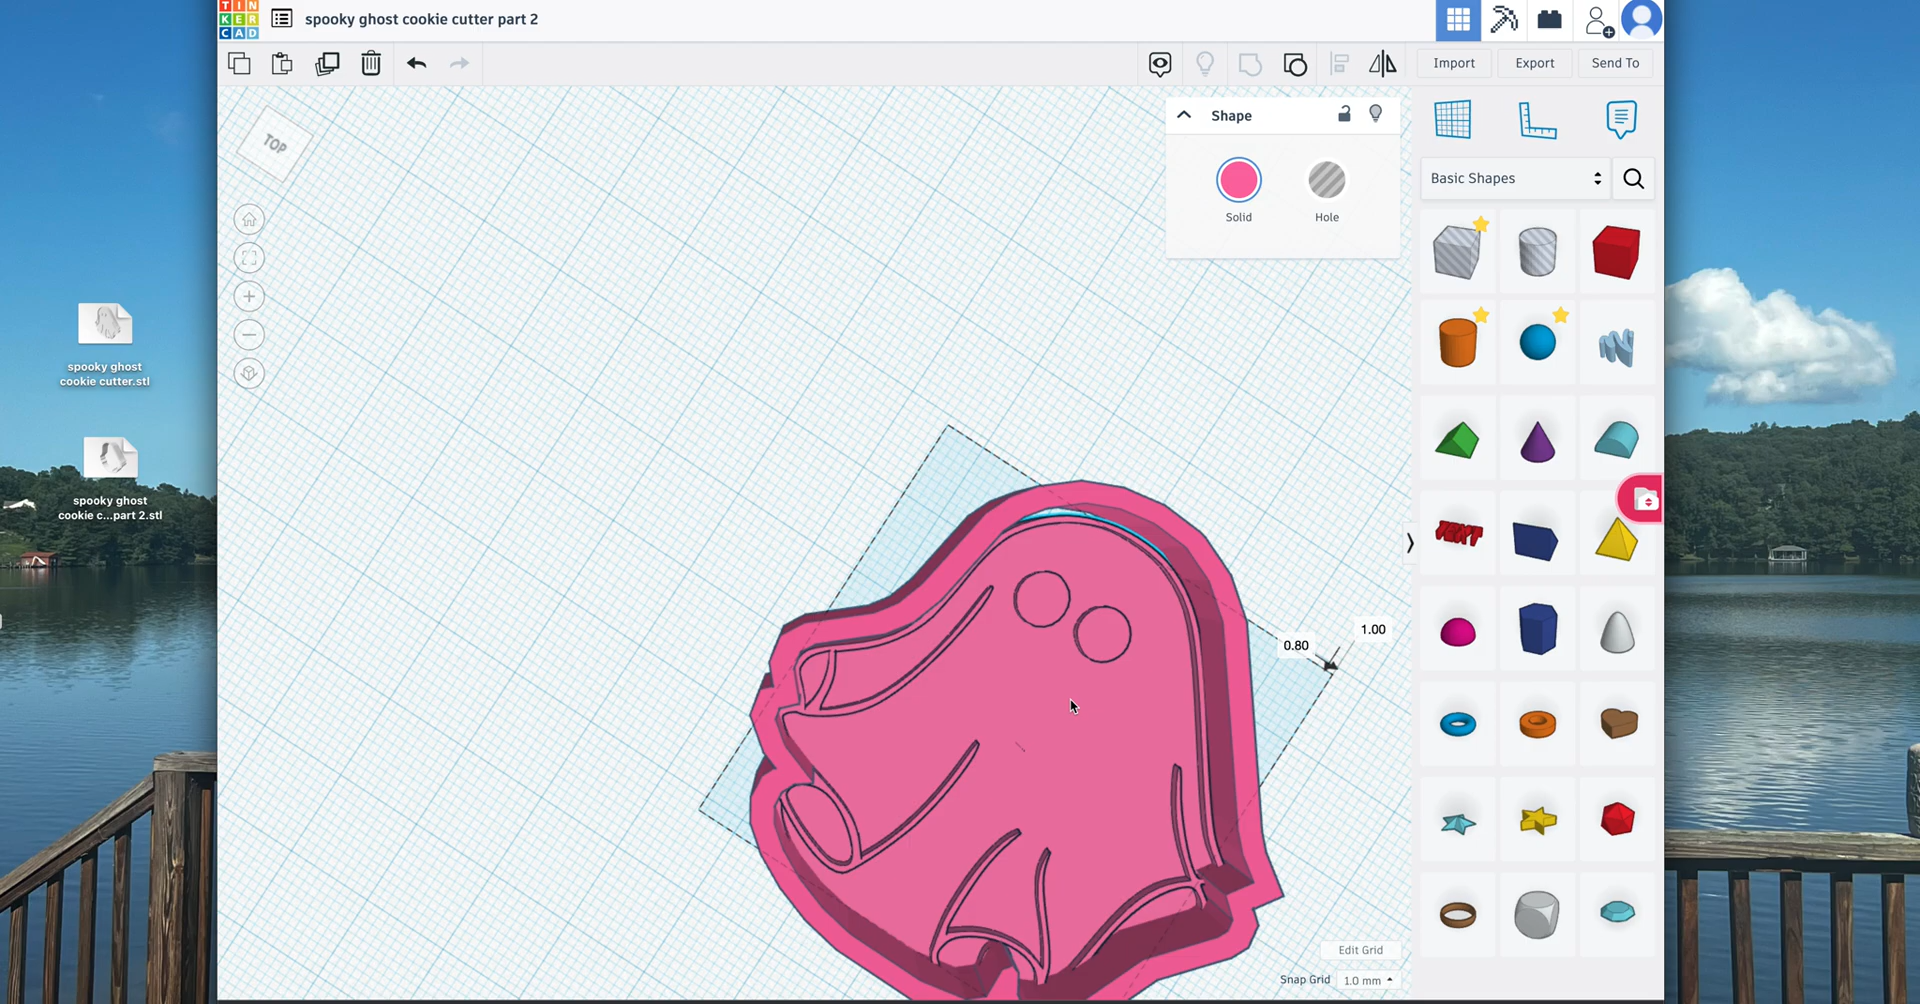 TIN
KER
CAD
spooky ghost cookie cutter part 2
Import
Export
Send To
TOP
Shape
Solid
Hole
Basic Shapes
spooky ghost
cookie cutter.stl
spooky ghost
cookie c...part 2.stl
TEXT
0.80
1.00
Edit Grid
Snap Grid
1.0 mm